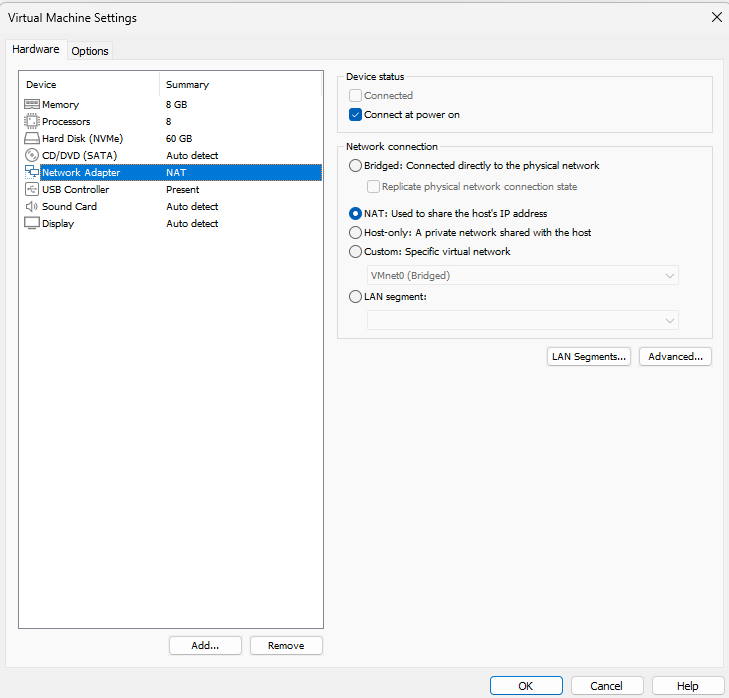 Virtual Machine Settings
Hardware Options
Device Summary
Memory 8 GB
Processors 8
Hard Disk (NVMe) 60 GB
CD/DVD (SATA) Auto detect
Network Adapter NAT
USB Controller Present
Sound Card Auto detect
Display Auto detect
Add... Remove
Device status
Connected
Connect at power on
Network connection
Bridged: Connected directly to the physical network
Replicate physical network connection state
NAT: Used to share the host's IP address
Host-only: A private network shared with the host
Custom: Specific virtual network
VMnet0 (Bridged)
LAN segment:
LAN Segments... Advanced...
OK Cancel Help